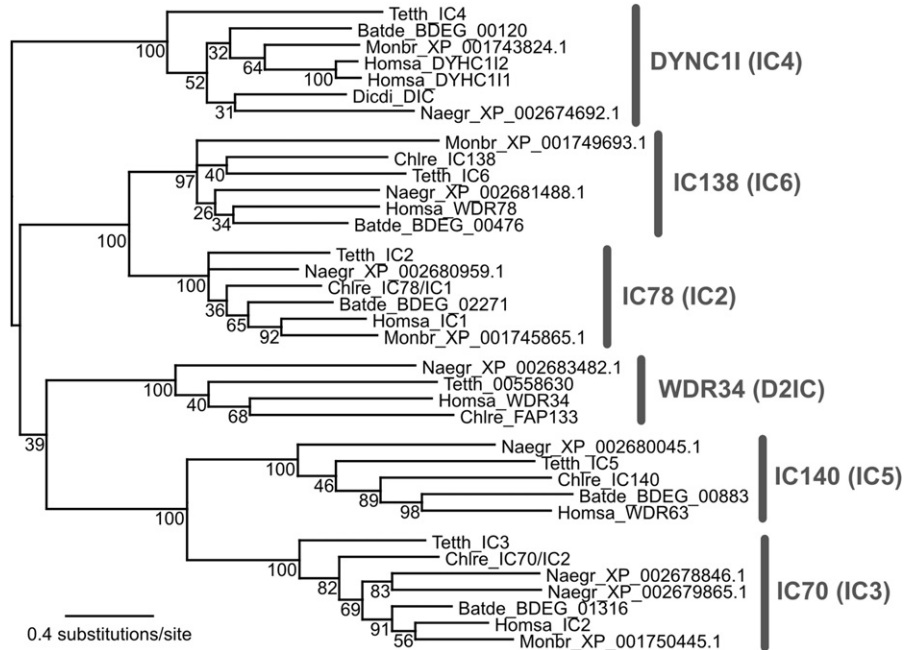 Tetth_IC4
Batde_BDEG_00120
32
Monbr_XP_001743824.1
100
64
Homsa_DYHC1I2
DYNC1I (IC4)
52
100
Homsa_DYHC1I1
Dicdi_DIC
31
Naegr_XP_002674692.1
Monbr_XP_001749693.1
Chlre_IC138
97
40
Tetth_IC6
IC138 (IC6)
Naegr_XP_002681488.1
26
Homsa_WDR78
34
Batde_BDEG_00476
100
Tetth_IC2
100
Naegr_XP_002680959.1
Chlre_IC78/IC1
IC78 (IC2)
36
Batde_BDEG_02271
65
Homsa_IC1
92
Monbr_XP_001745865.1
Naegr_XP_002683482.1
100
Tetth_00558630
WDR34 (D2IC)
40
Homsa_WDR34
68
Chlre_FAP133
39
Naegr_XP_002680045.1
100
Tetth_IC5
46
Chlre_IC140
IC140 (IC5)
89
Batde_BDEG_00883
98
Homsa_WDR63
100
Tetth_IC3
100
Chlre_IC70/IC2
82
Naegr_XP_002678846.1
83
Naegr_XP_002679865.1
IC70 (IC3)
69
Batde_BDEG_01316
91
Homsa_IC2
56
Monbr_XP_001750445.1
0.4 substitutions/site